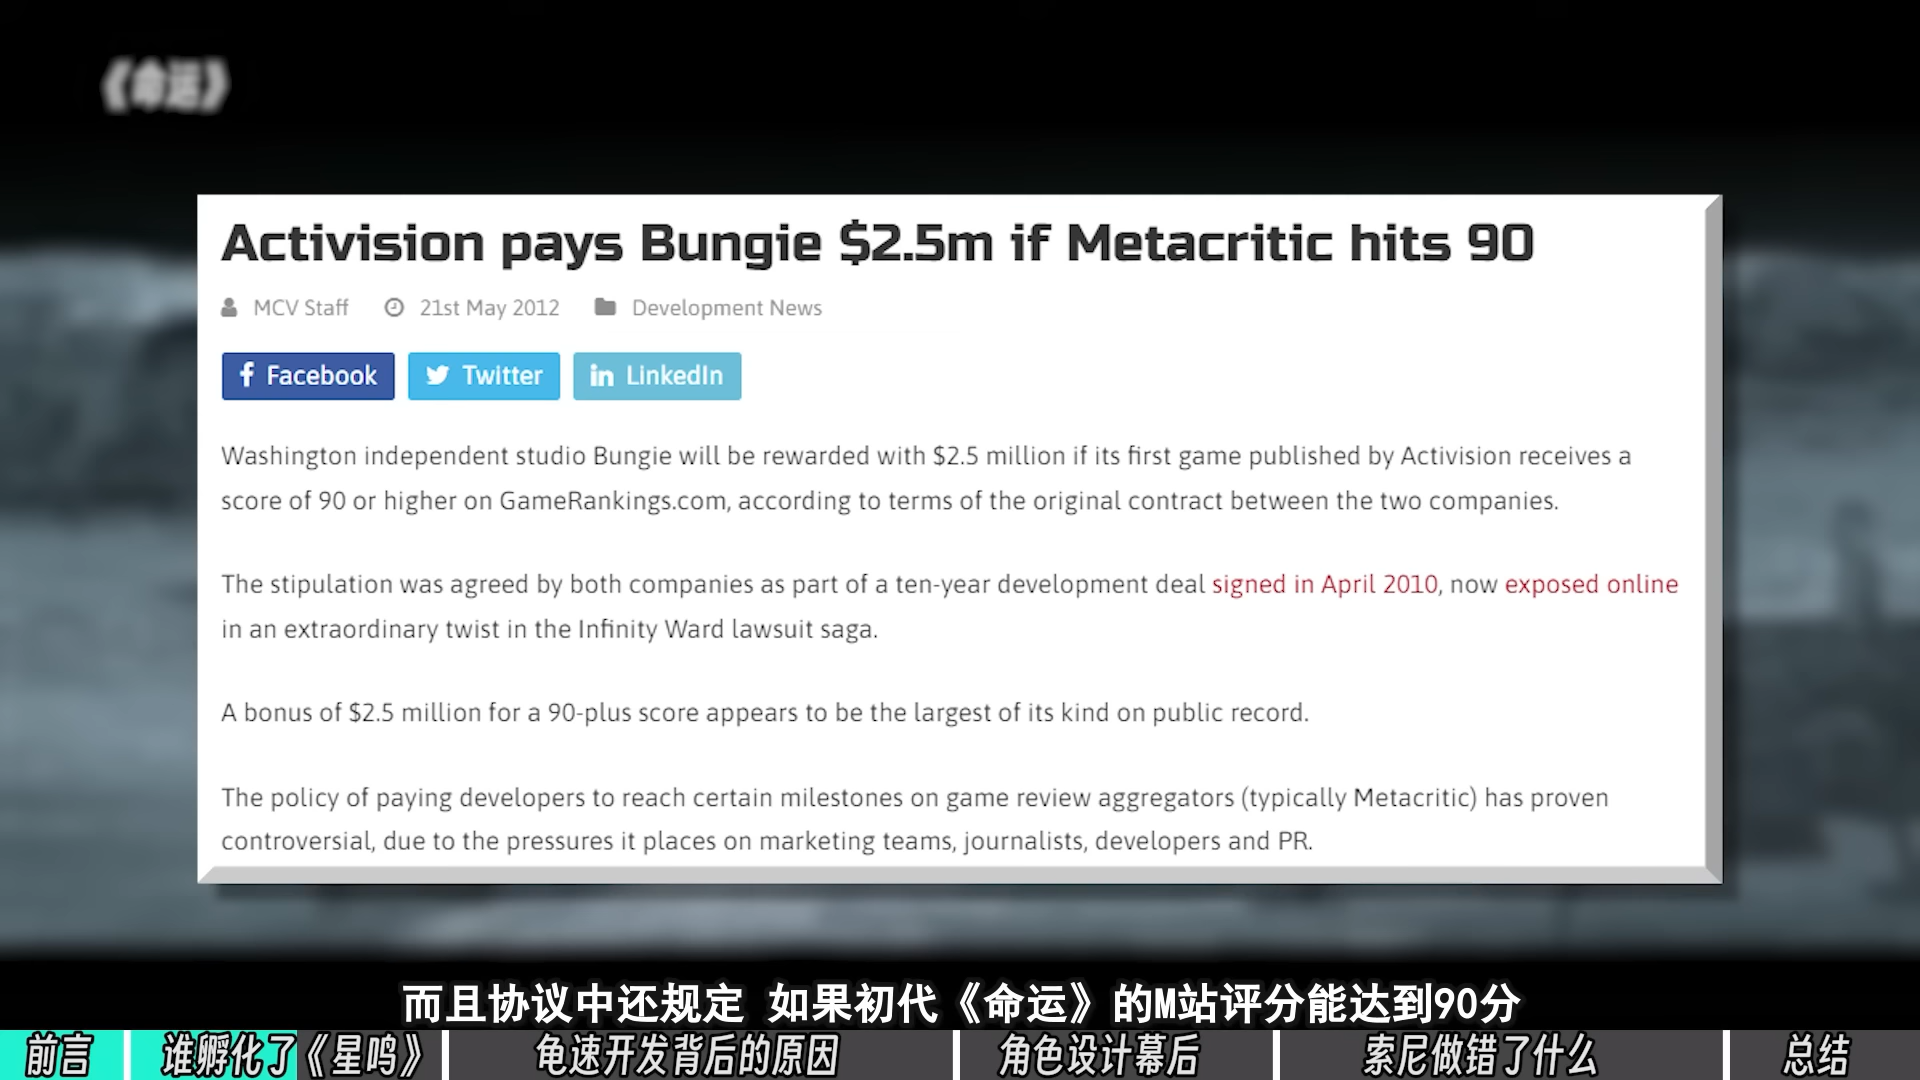 《命运》
Activision pays Bungie $2.5m if Metacritic hits 90
MCV Staff 21st May 2012 Development News
Facebook Twitter LinkedIn
Washington independent studio Bungie will be rewarded with $2.5 million if its first game published by Activision receives a
score of 90 or higher on GameRankings.com, according to terms of the original contract between the two companies.
The stipulation was agreed by both companies as part of a ten-year development deal signed in April 2010, now exposed online
in an extraordinary twist in the Infinity Ward lawsuit saga.
A bonus of $2.5 million for a 90-plus score appears to be the largest of its kind on public record.
The policy of paying developers to reach certain milestones on game review aggregators (typically Metacritic) has proven
controversial, due to the pressures it places on marketing teams, journalists, developers and PR.
而且协议中还规定 如果初代《命运》的M站评分能达到90分
前言 谁孵化了《星鸣》 龟速开发背后的原因 角色设计幕后 索尼做错了什么 总结